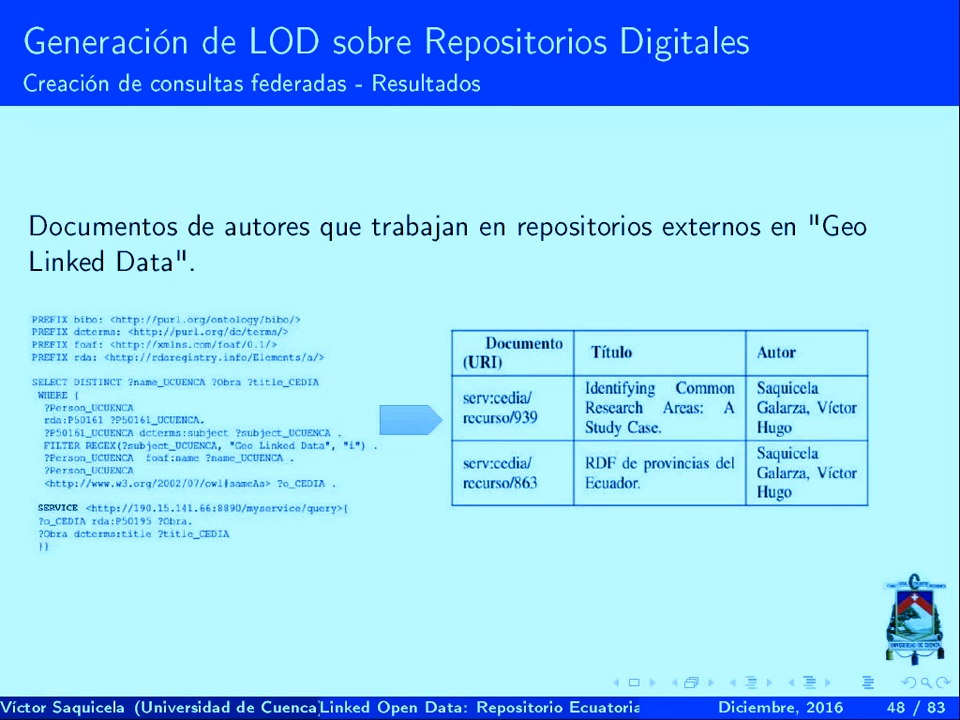 Generación de LOD sobre Repositorios Digitales
Creación de consultas federadas - Resultados
Documentos de autores que trabajan en repositorios externos en "Geo
Linked Data".
PREFIX bibo: <http://purl.org/ontology/bibo/>
PREFIX dcterms: <http://purl.org/dc/terms/>
PREFIX foaf: <http://xmlns.com/foaf/0.1/>
PREFIX rda: <http://rdaregistry.info/Elements/a/>
SELECT DISTINCT ?name_UCUENCA ?Obra ?title_CEDIA
WHERE {
?Person_UCUENCA
rda:P50161 ?P50161_UCUENCA.
?P50161_UCUENCA dcterms:subject ?subject_UCUENCA .
FILTER REGEX(?subject_UCUENCA, "Geo Linked Data", "i") .
?Person_UCUENCA foaf:name ?name_UCUENCA .
?Person_UCUENCA
<http://www.w3.org/2002/07/owl#sameAs> ?o_CEDIA .
SERVICE <http://190.15.141.66:8890/myservice/query>{
?o_CEDIA rda:P50195 ?Obra.
?Obra dcterms:title ?title_CEDIA
}}
Documento
(URI)
Título
Autor
serv:cedia/
recurso/939
Identifying Common
Research Areas: A
Study Case.
Saquicela
Galarza, Víctor
Hugo
serv:cedia/
recurso/863
RDF de provincias del
Ecuador.
Saquicela
Galarza, Víctor
Hugo
Víctor Saquicela (Universidad de Cuenca) Linked Open Data: Repositorio Ecuatoria Diciembre, 2016 48 / 83